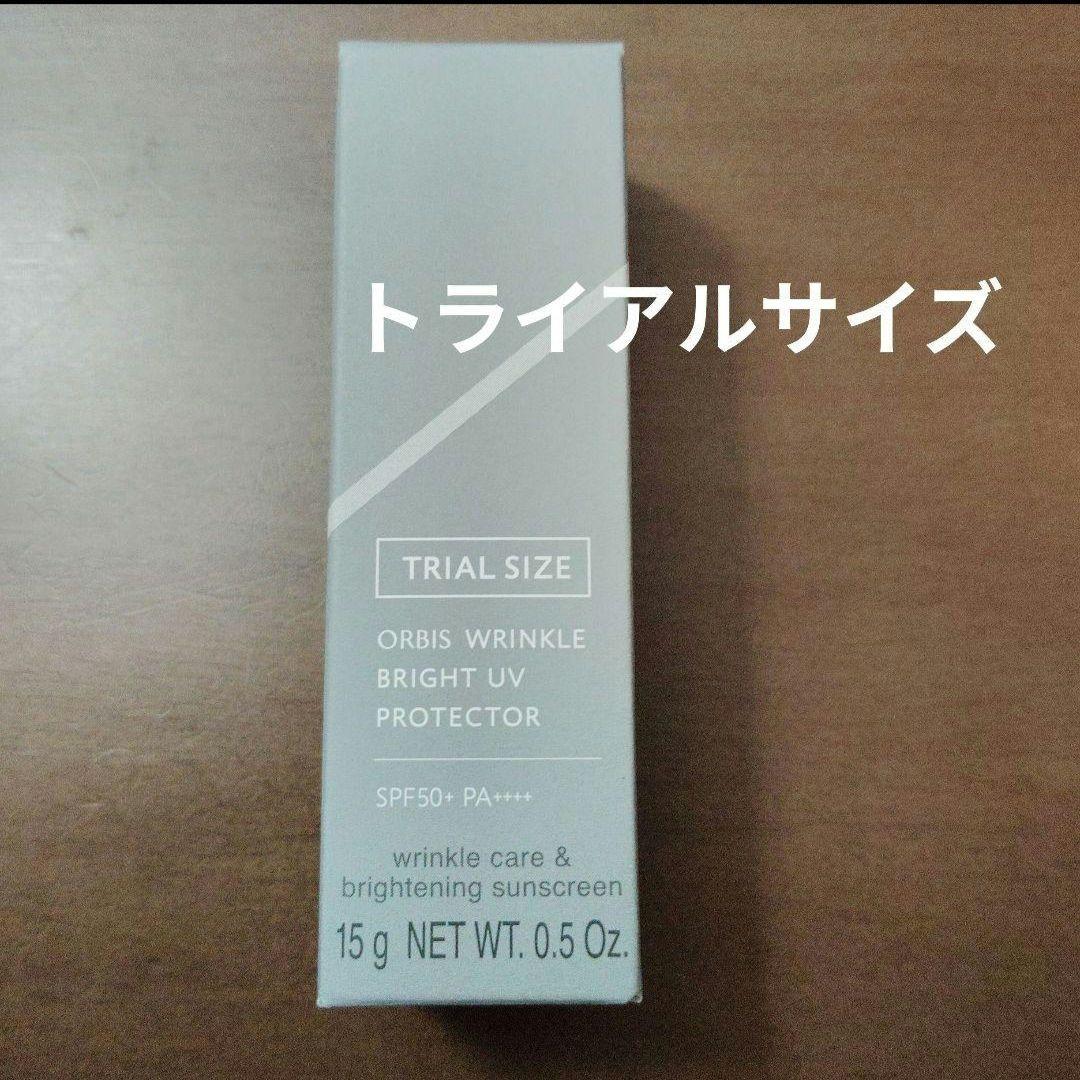 トライアルサイズ
TRIAL SIZE
ORBIS WRINKLE
BRIGHT UV
PROTECTOR
SPF50+ PA++++
wrinkle care &
brightening sunscreen
15 g NET WT. 0.5 Oz.